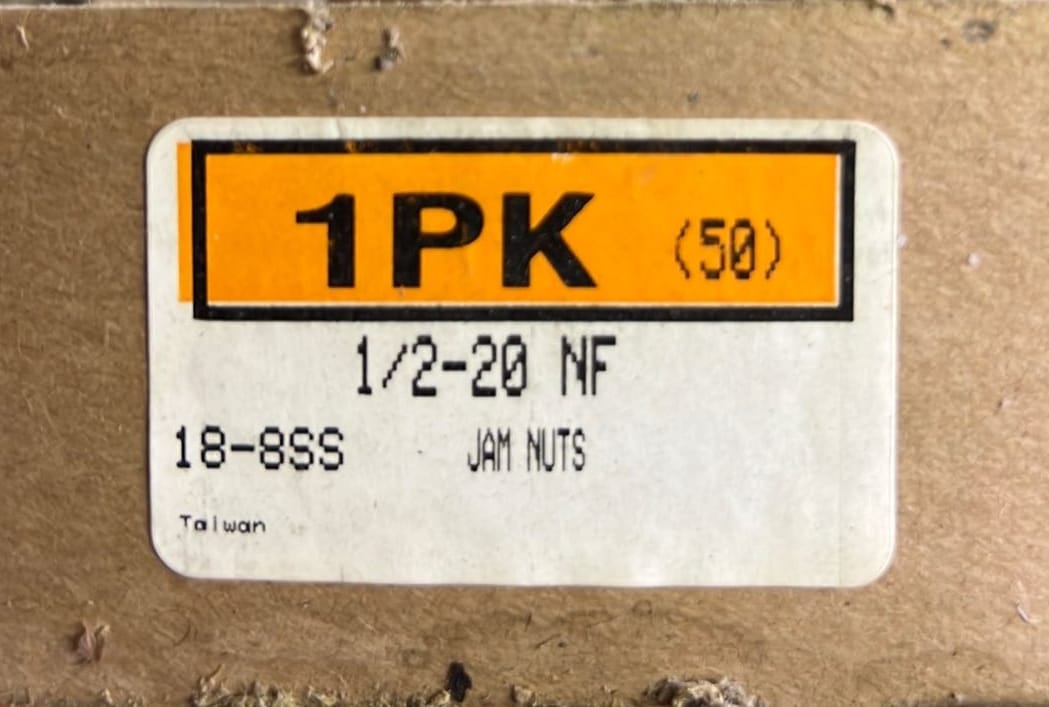 1PK (50)
1/2-20 NF
18-8SS JAM NUTS
Taiwan